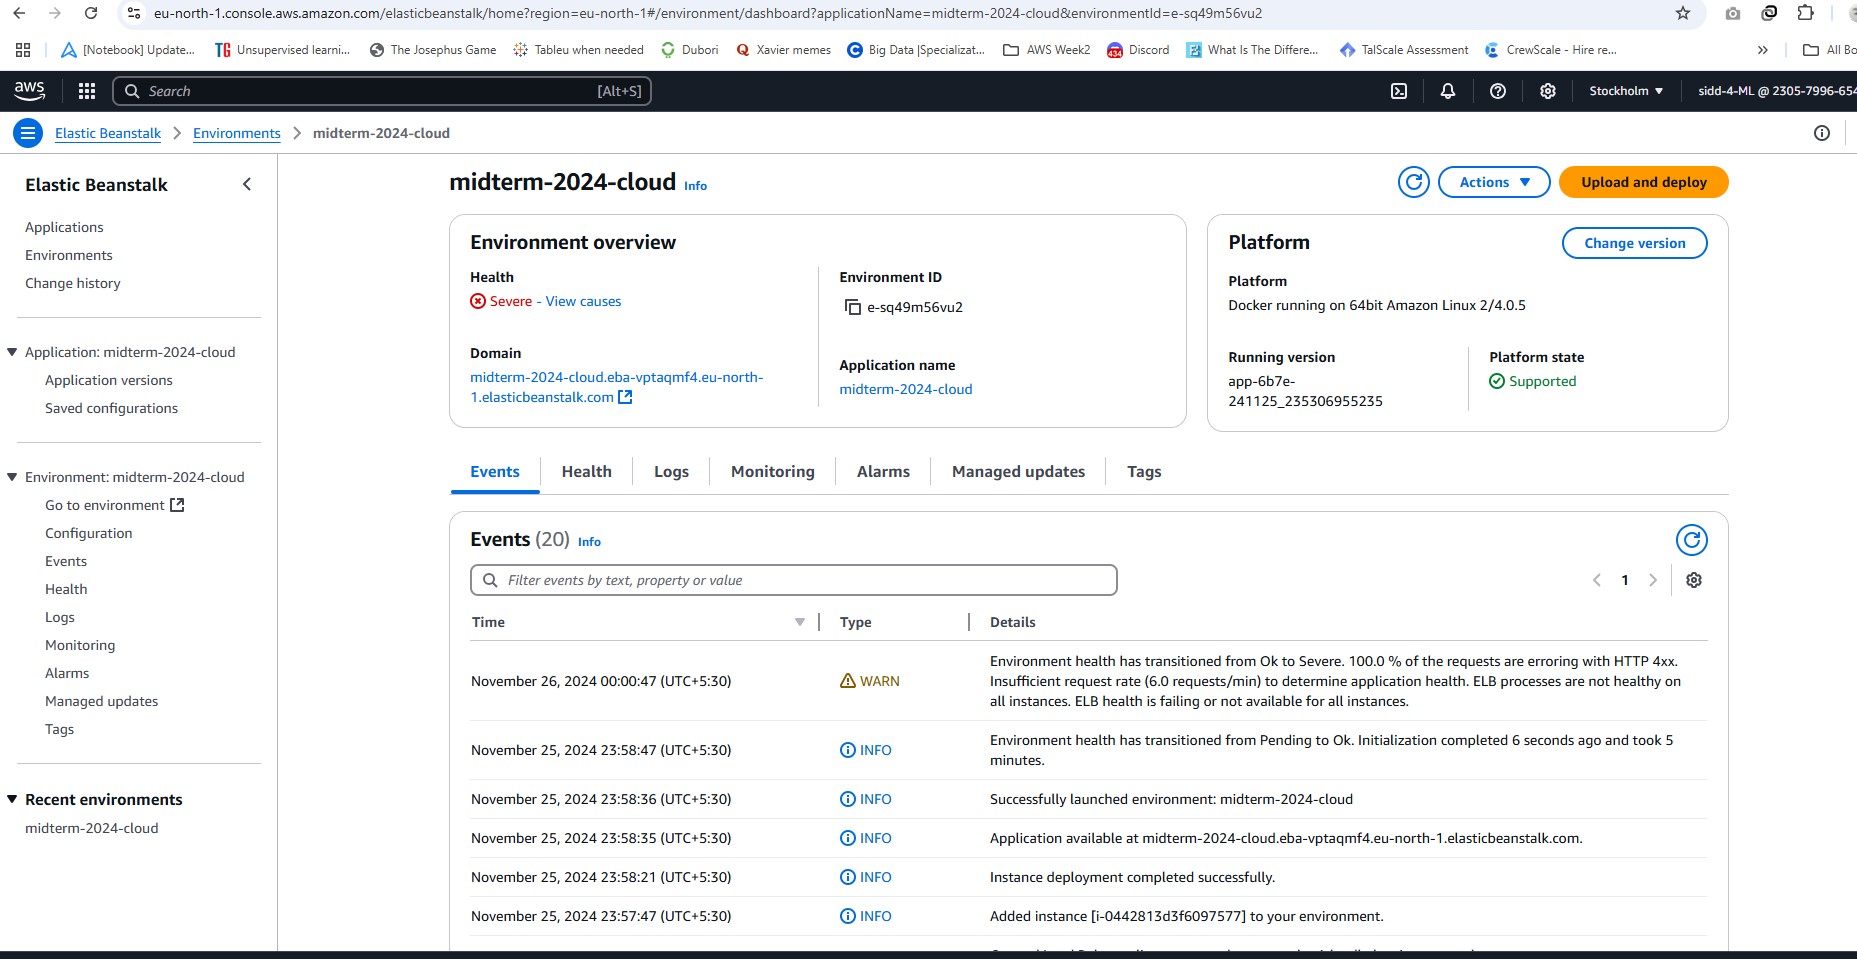 eu-north-1.console.aws.amazon.com/elasticbeanstalk/home?region=eu-north-1#/environment/dashboard?applicationName=midterm-2024-cloud&environmentId=e-sq49m56vu2
[Notebook] Update...
TG Unsupervised learni...
The Josephus Game
Tableu when needed
Dubori
Q Xavier memes
C Big Data |Specializat...
AWS Week2
434 Discord
What Is The Differe...
TalScale Assessment
CrewScale - Hire re...
All Bo
aws
Search
[Alt+S]
Stockholm
sidd-4-ML @ 2305-7996-654
Elastic Beanstalk
Environments
midterm-2024-cloud
Elastic Beanstalk
Applications
Environments
Change history
Application: midterm-2024-cloud
Application versions
Saved configurations
Environment: midterm-2024-cloud
Go to environment
Configuration
Events
Health
Logs
Monitoring
Alarms
Managed updates
Tags
Recent environments
midterm-2024-cloud
midterm-2024-cloud Info
Actions
Upload and deploy
Environment overview
Health
Severe - View causes
Domain
midterm-2024-cloud.eba-vptaqmf4.eu-north-
1.elasticbeanstalk.com
Environment ID
e-sq49m56vu2
Application name
midterm-2024-cloud
Platform
Change version
Platform
Docker running on 64bit Amazon Linux 2/4.0.5
Running version
app-6b7e-
241125_235306955235
Platform state
Supported
Events
Health
Logs
Monitoring
Alarms
Managed updates
Tags
Events (20) Info
Filter events by text, property or value
1
Time
Type
Details
November 26, 2024 00:00:47 (UTC+5:30)
WARN
Environment health has transitioned from Ok to Severe. 100.0 % of the requests are erroring with HTTP 4xx.
Insufficient request rate (6.0 requests/min) to determine application health. ELB processes are not healthy on
all instances. ELB health is failing or not available for all instances.
November 25, 2024 23:58:47 (UTC+5:30)
INFO
Environment health has transitioned from Pending to Ok. Initialization completed 6 seconds ago and took 5
minutes.
November 25, 2024 23:58:36 (UTC+5:30)
INFO
Successfully launched environment: midterm-2024-cloud
November 25, 2024 23:58:35 (UTC+5:30)
INFO
Application available at midterm-2024-cloud.eba-vptaqmf4.eu-north-1.elasticbeanstalk.com.
November 25, 2024 23:58:21 (UTC+5:30)
INFO
Instance deployment completed successfully.
November 25, 2024 23:57:47 (UTC+5:30)
INFO
Added instance [i-0442813d3f6097577] to your environment.